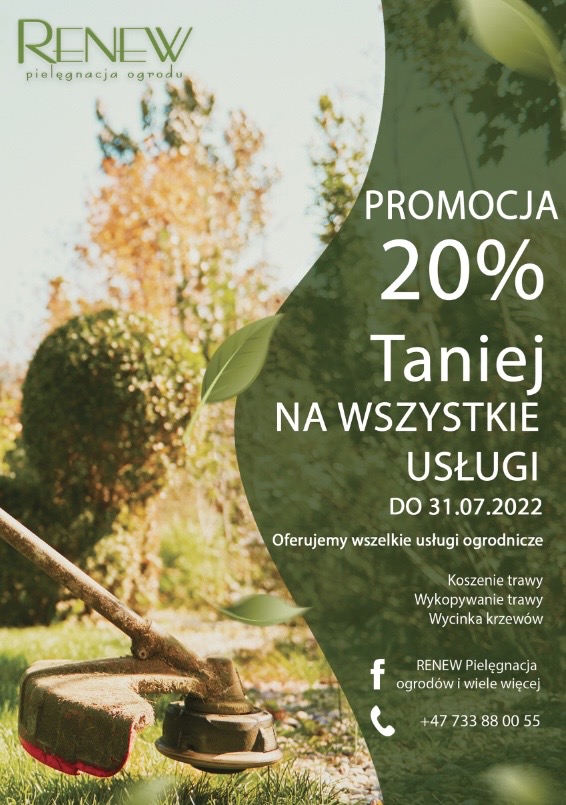 RENEW
pielęgnacja ogrodu
PROMOCJA
20%
Taniej
NA WSZYSTKIE
USŁUGI
DO 31.07.2022
Oferujemy wszelkie usługi ogrodnicze
Koszenie trawy
Wykopywanie trawy
Wycinka krzewów
RENEW Pielęgnacja
ogrodów i wiele więcej
+47 733 88 00 55